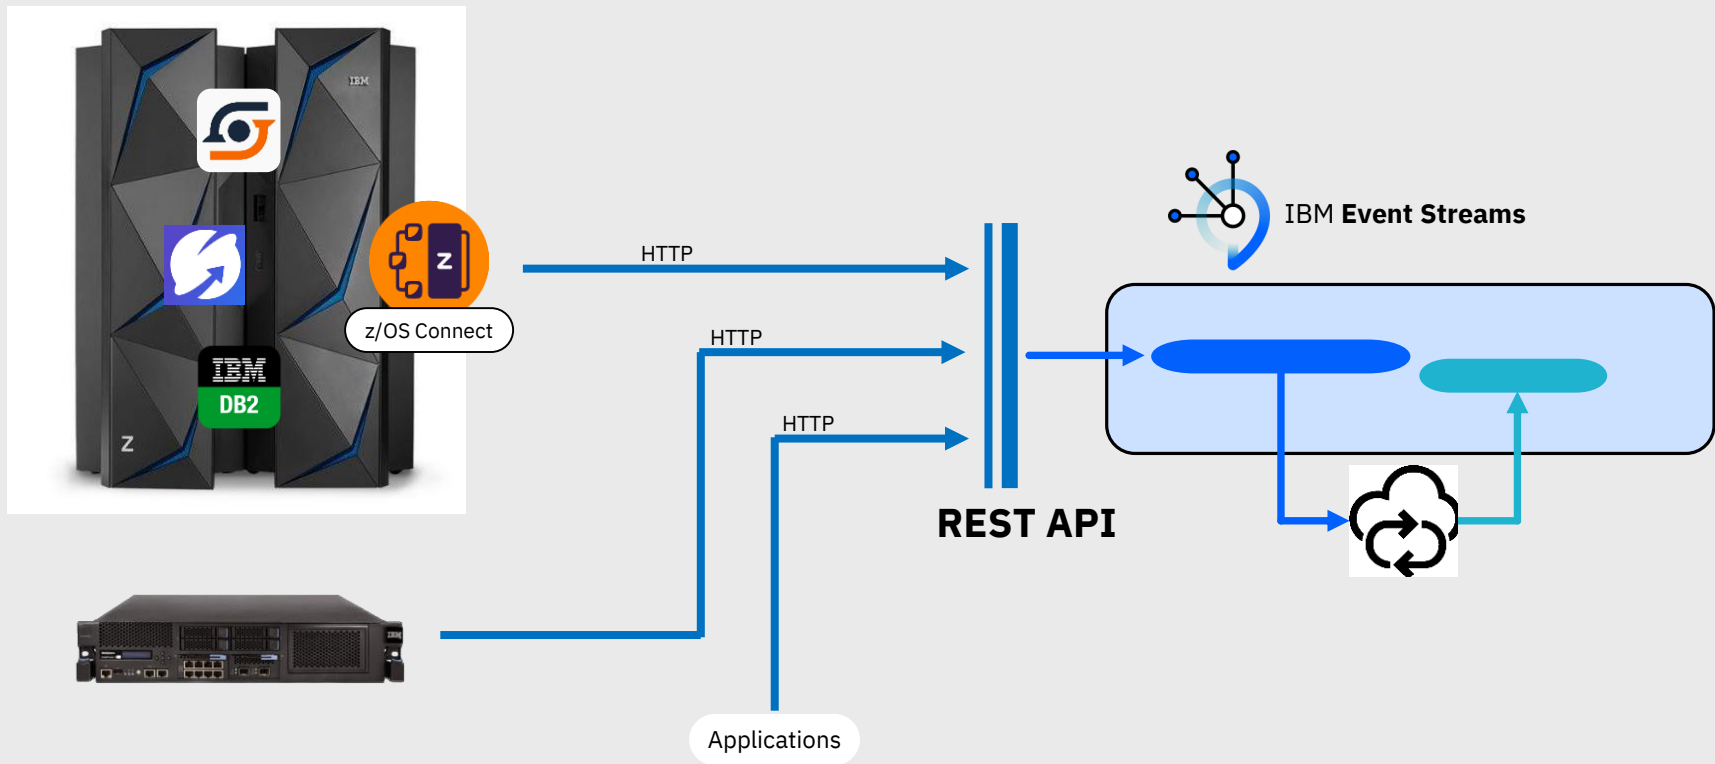 IBM
Z
z/OS Connect
IBM
DB2
Z
IBM
HTTP
HTTP
HTTP
REST API
IBM Event Streams
Applications